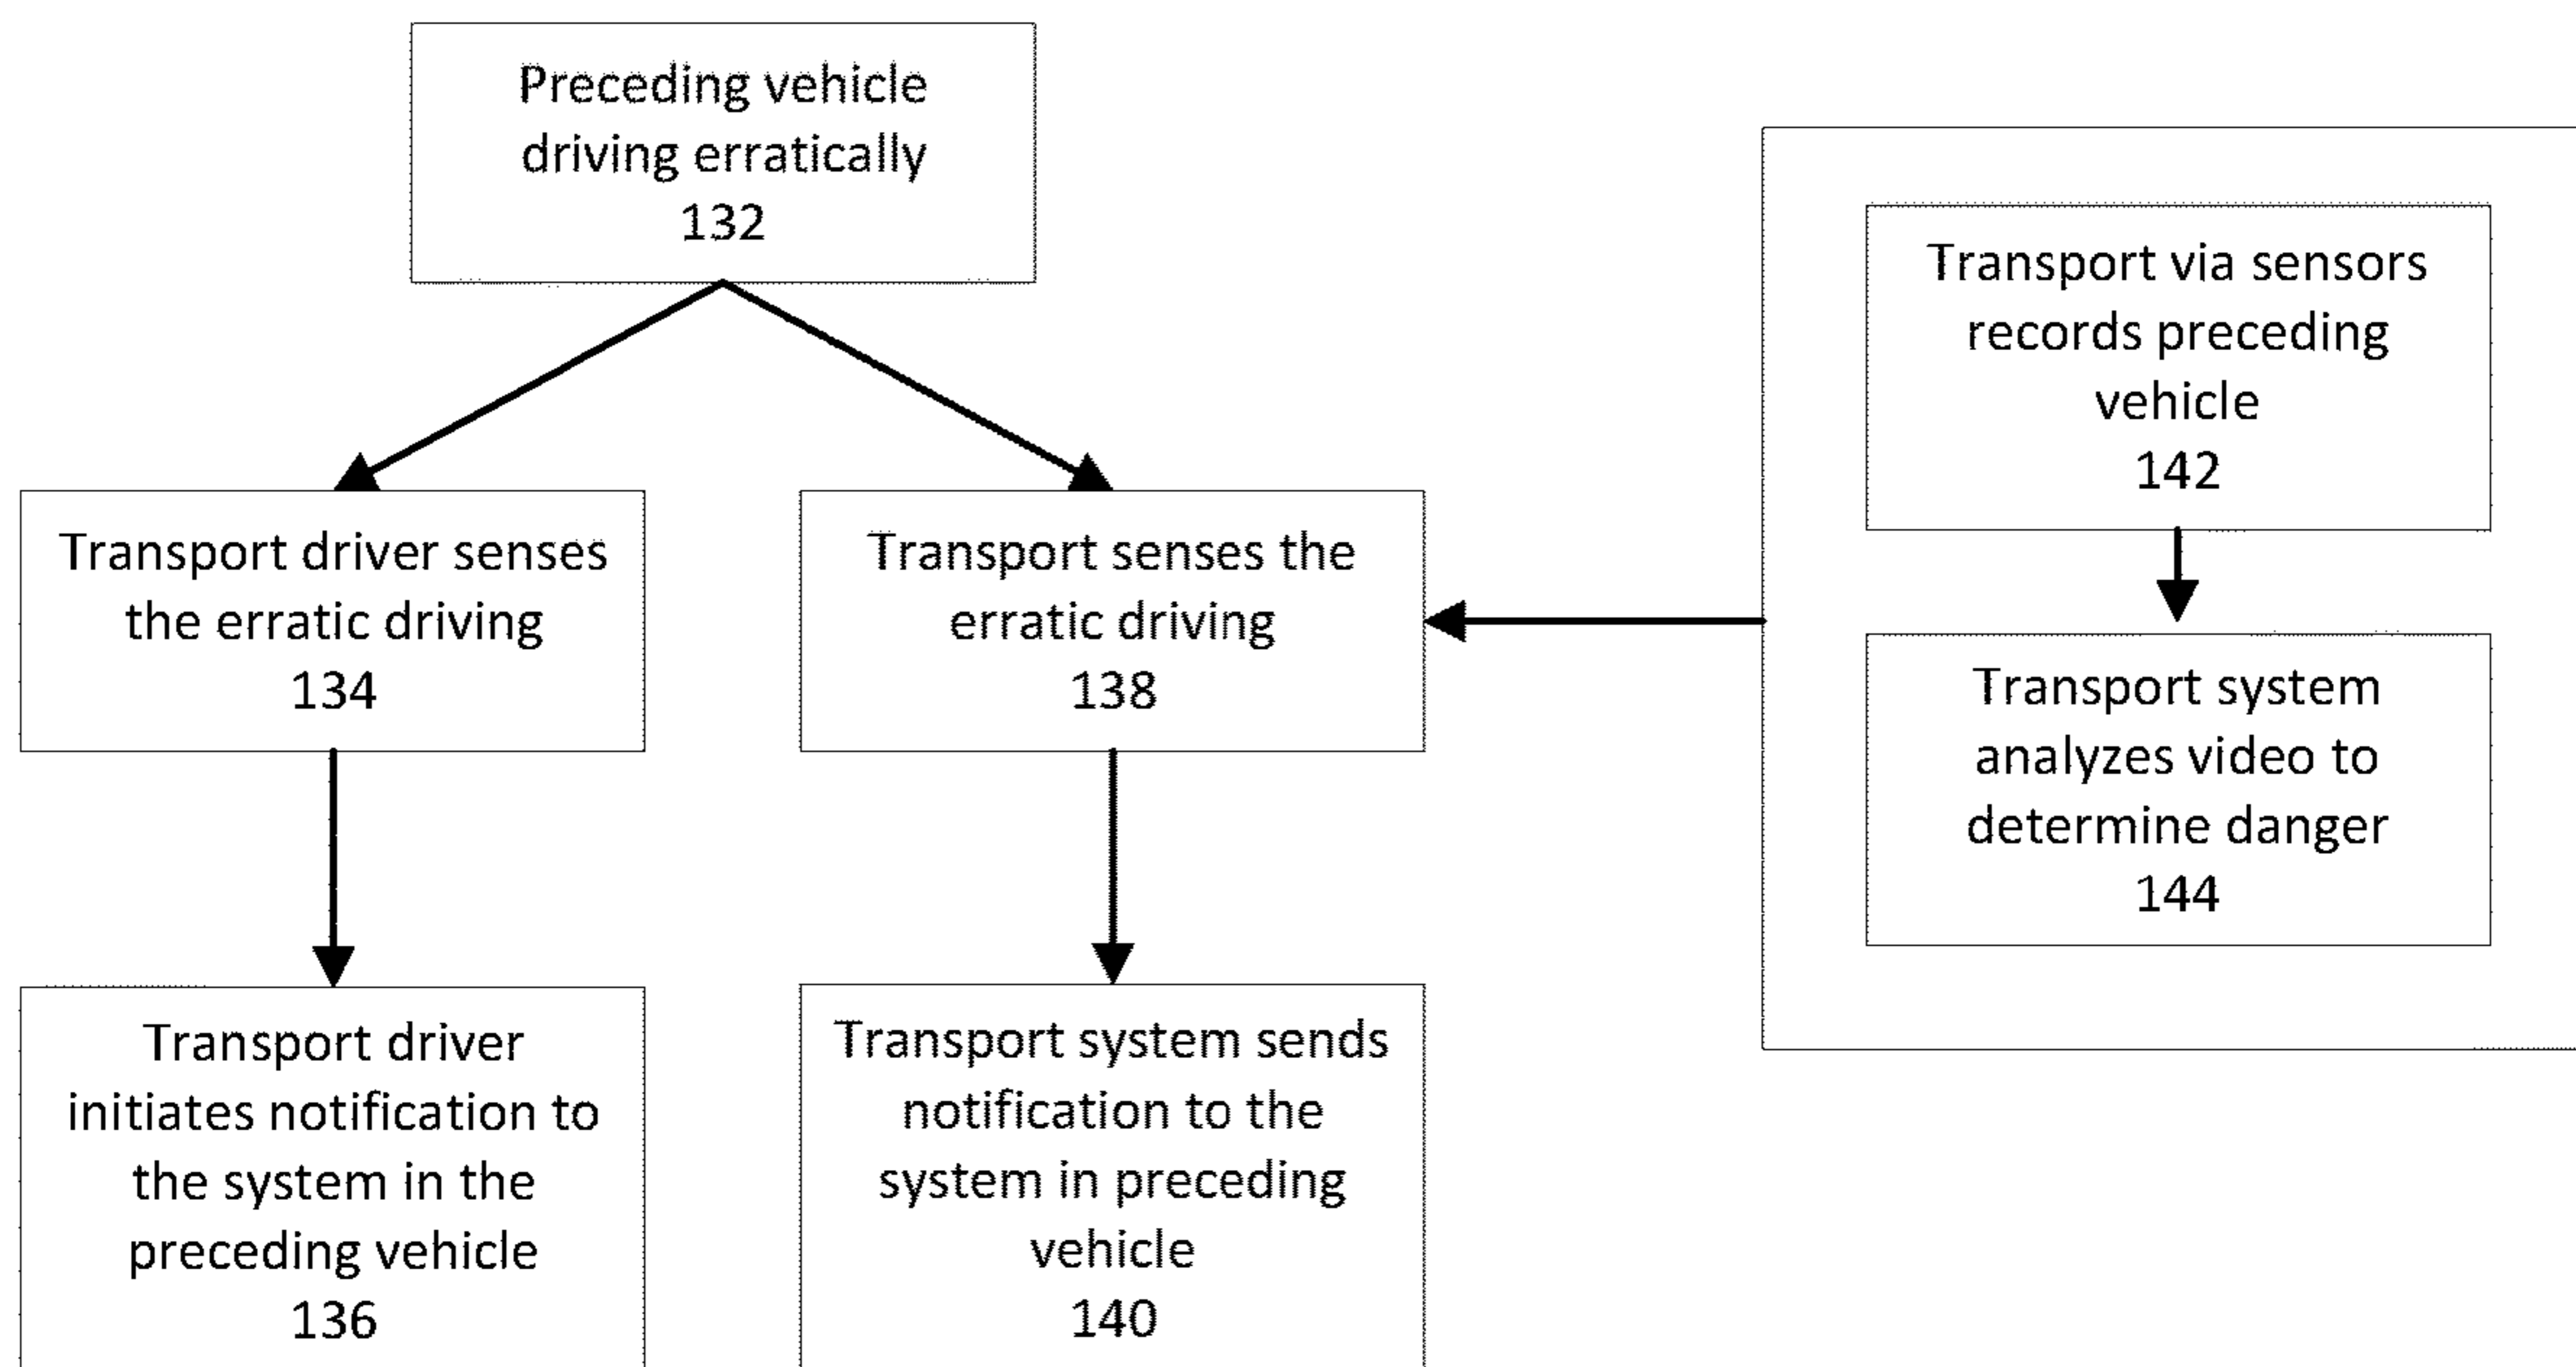 Preceding vehicle
driving erratically
132
Transport driver senses
the erratic driving
134
Transport senses the
erratic driving
138
Transport driver
initiates notification to
the system in the
preceding vehicle
136
Transport system sends
notification to the
system in preceding
vehicle
140
Transport via sensors
records preceding
vehicle
142
Transport system
analyzes video to
determine danger
144